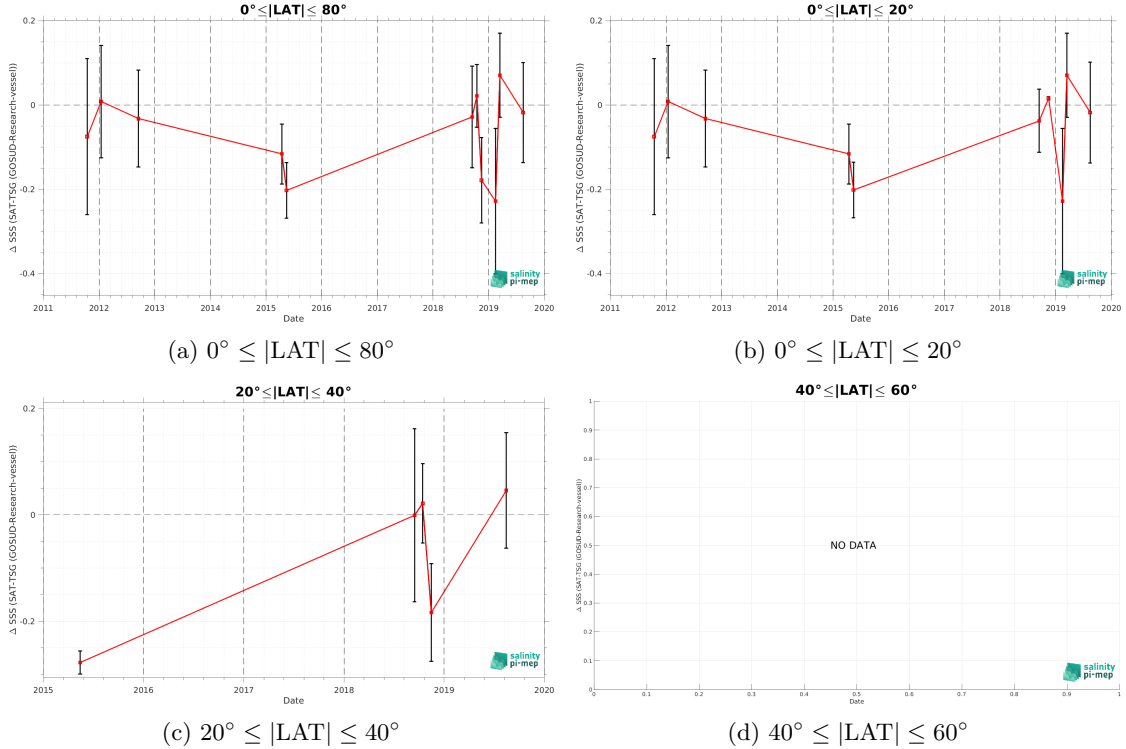 0°≤|LAT|≤ 80°
0.2
0
-0.2
-0.4
Δ SSS (SAT-TSG (GOSUD-Research-vessel))
2011 2012 2013 2014 2015 2016 2017 2018 2019 2020
Date
salinity
pi-mep
(a) 0° ≤ |LAT| ≤ 80°
0°≤|LAT|≤ 20°
0.2
0
-0.2
-0.4
Δ SSS (SAT-TSG (GOSUD-Research-vessel))
2011 2012 2013 2014 2015 2016 2017 2018 2019 2020
Date
salinity
pi-mep
(b) 0° ≤ |LAT| ≤ 20°
20°≤|LAT|≤ 40°
0.2
0
-0.2
Δ SSS (SAT-TSG (GOSUD-Research-vessel))
2015 2016 2017 2018 2019 2020
Date
salinity
pi-mep
(c) 20° ≤ |LAT| ≤ 40°
40°≤|LAT|≤ 60°
1
0.9
0.8
0.7
0.6
0.5
0.4
0.3
0.2
0.1
0
Δ SSS (SAT-TSG (GOSUD-Research-vessel))
NO DATA
0 0.1 0.2 0.3 0.4 0.5 0.6 0.7 0.8 0.9 1
Date
salinity
pi-mep
(d) 40° ≤ |LAT| ≤ 60°